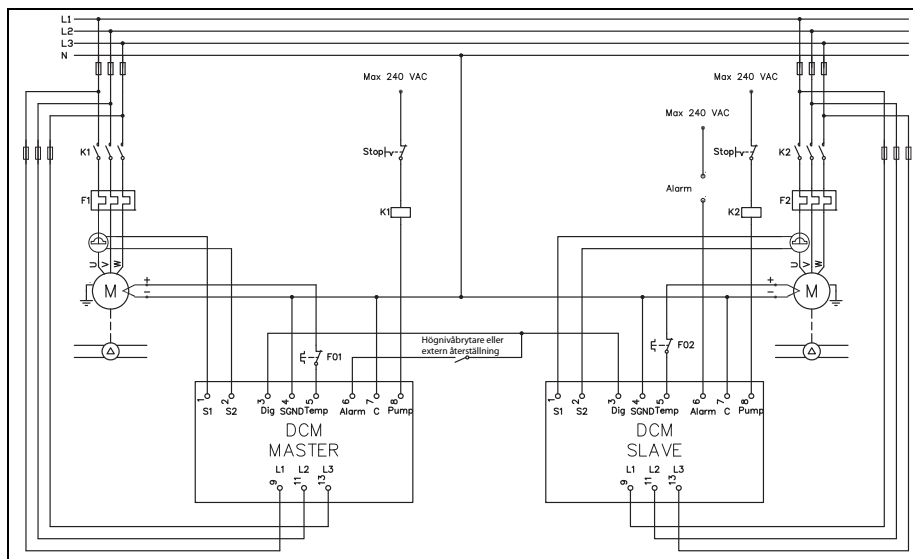 L1
L2
L3
N
Max 240 VAC
Max 240 VAC
Max 240 VAC
K1
Stop
Stop
K2
Alarm
F1
K1
K2
F2
U V W
U V W
M
+
-
+
-
M
Högnivåbrytare eller
extern återställning
F01
F02
1 2 3 4 5 6 7 8
S1 S2 Dig SGND Temp Alarm C Pump
DCM
MASTER
L1 L2 L3
9 11 13
1 2 3 4 5 6 7 8
S1 S2 Dig SGND Temp Alarm C Pump
DCM
SLAVE
L1 L2 L3
9 11 13